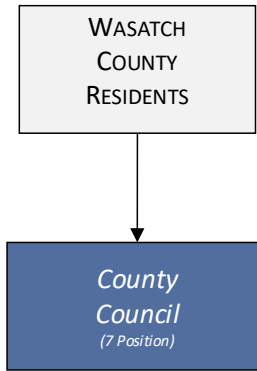 WASATCH
COUNTY
RESIDENTS
County
Council
(7 Position)